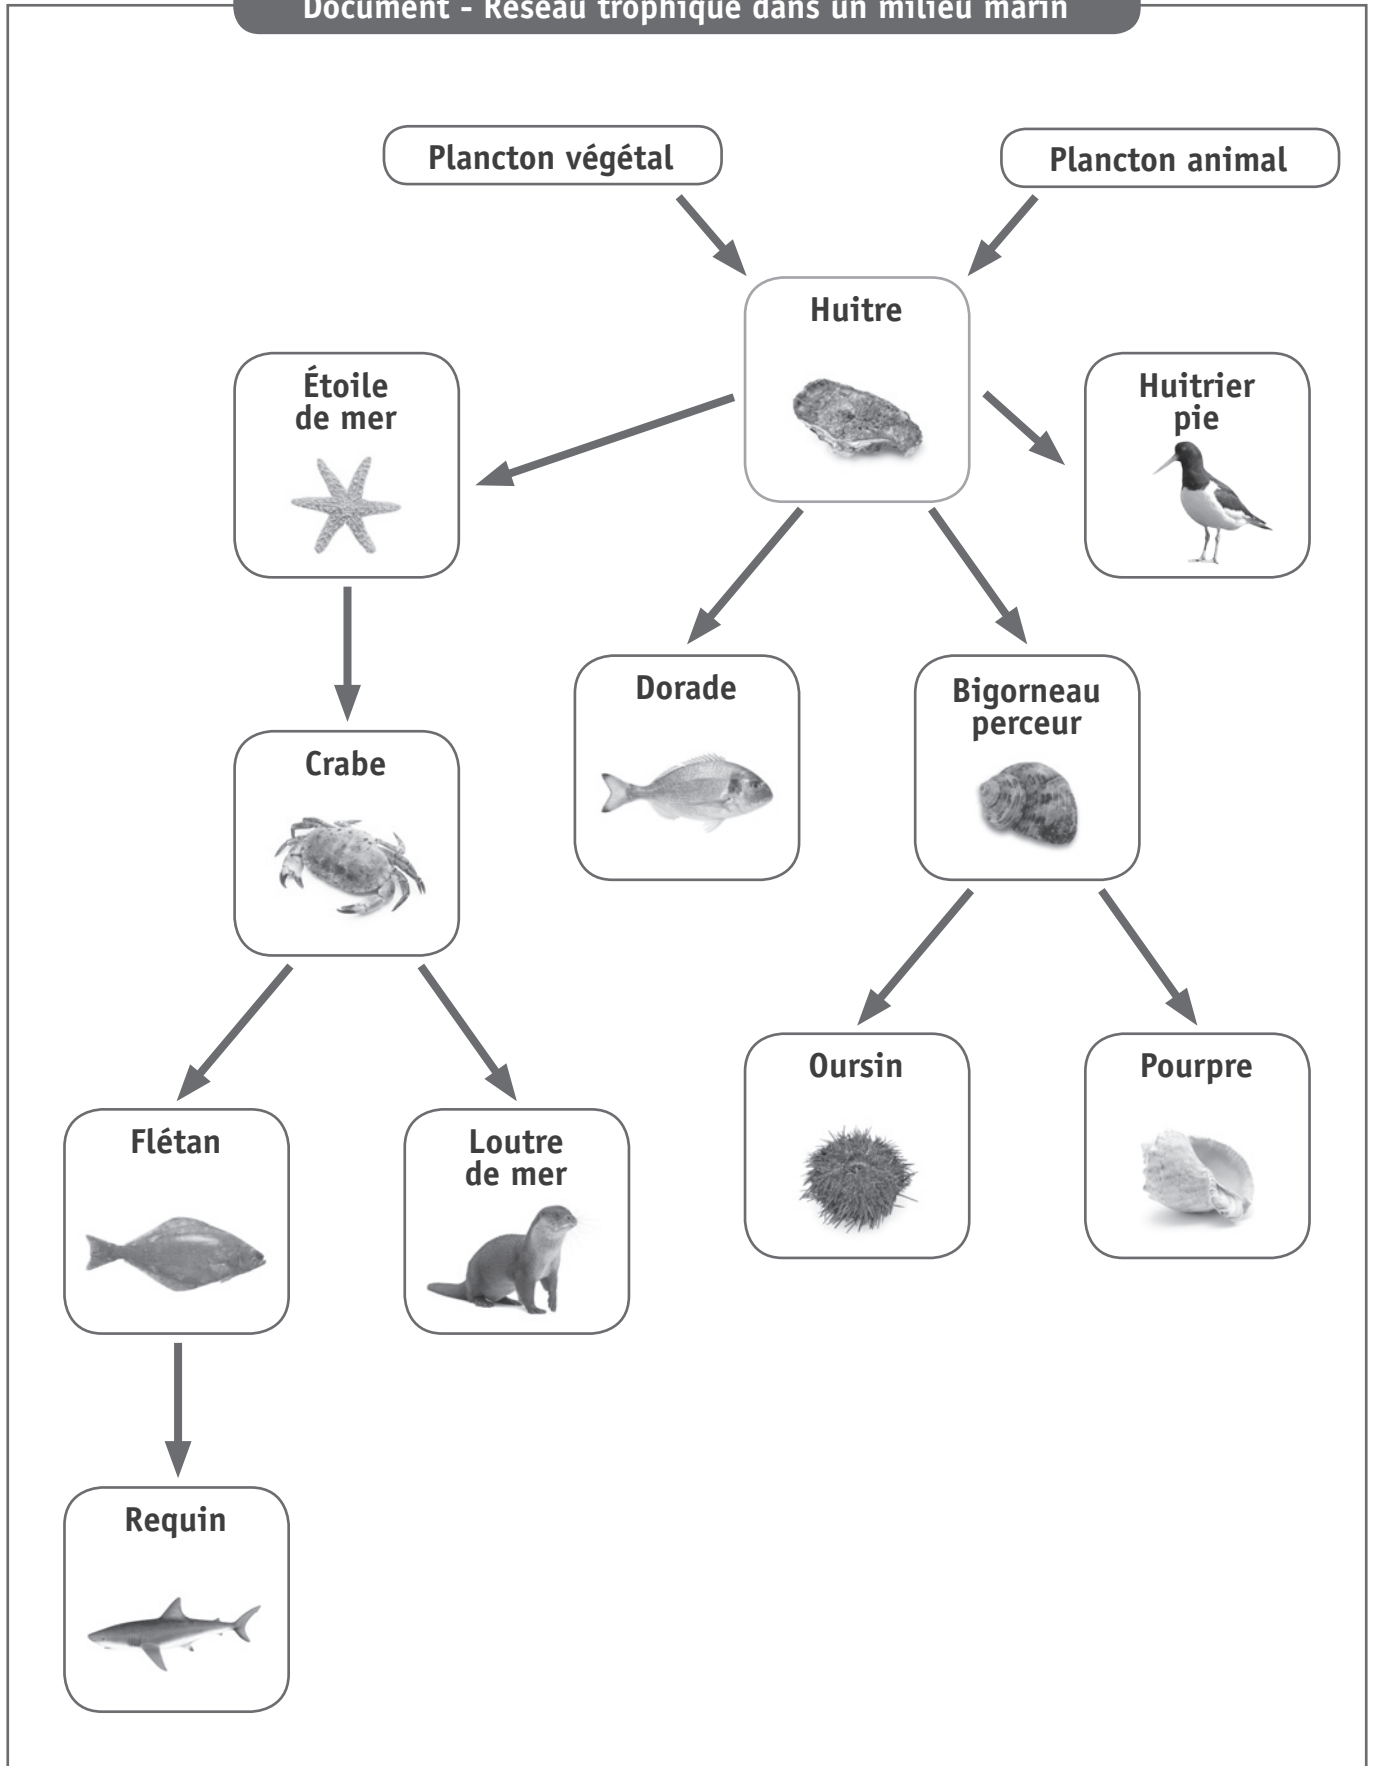 Document - Réseau trophique dans un milieu marin
Plancton végétal
Plancton animal
Huitre
Étoile
de mer
Huitrier
pie
Dorade
Bigorneau
perceur
Crabe
Oursin
Pourpre
Flétan
Loutre
de mer
Requin